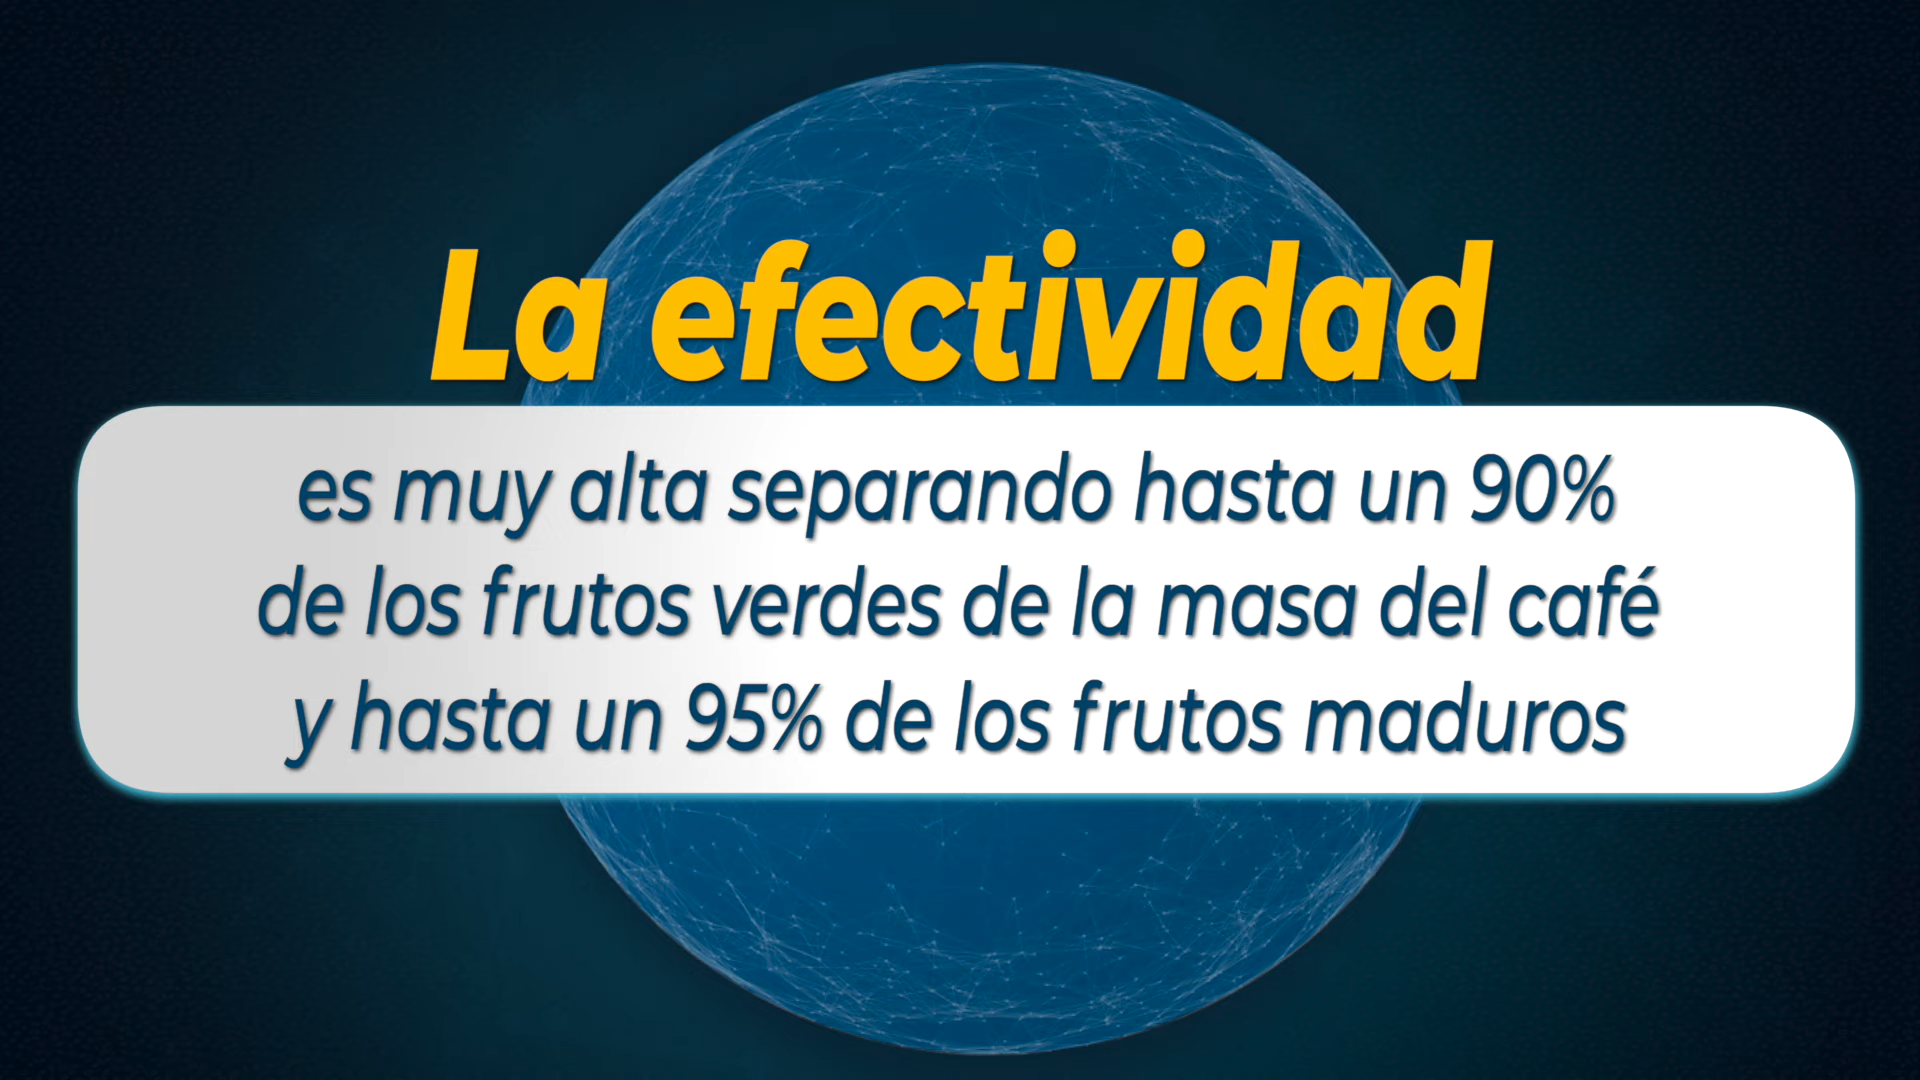 La efectividad
es muy alta separando hasta un 90%
de los frutos verdes de la masa del café
y hasta un 95% de los frutos maduros